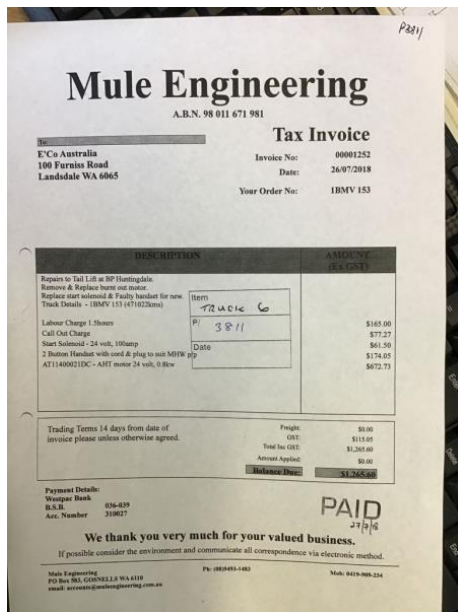 P3811
Mule Engineering
A.B.N. 98 011 671 981
Tax Invoice
To:
E'Co Australia
100 Furniss Road
Landsdale WA 6065
Invoice No: 00001252
Date: 26/07/2018
Your Order No: 1BMV 153
DESCRIPTION AMOUNT
(Ex GST)
Repairs to Tail Lift at BP Huntingdale.
Remove & Replace burnt out motor.
Replace start solenoid & Faulty handset for new.
Truck Details - 1BMV 153 (471022kms)
Item
TRUCK 6
P/ 3811
Date
Labour Charge 1.5hours $165.00
Call Out Charge $77.27
Start Solenoid - 24 volt, 100amp $61.50
2 Button Handset with cord & plug to suit MHW p/p $174.05
AT11400021DC - AHT motor 24 volt, 0.8kw $672.73
Trading Terms 14 days from date of
invoice please unless otherwise agreed.
Freight: $0.00
GST: $115.05
Total Inc GST: $1,265.60
Amount Applied: $0.00
Balance Due: $1,265.60
Payment Details:
Westpac Bank
B.S.B. 036-039
Acc. Number 310027
PAID
27/7/18
We thank you very much for your valued business.
If possible consider the environment and communicate all correspondence via electronic method.
Mule Engineering
PO Box 583, GOSNELLS WA 6110
email: accounts@muleengineering.com.au
Ph: (08)9493-1403
Mob: 0419-909-234